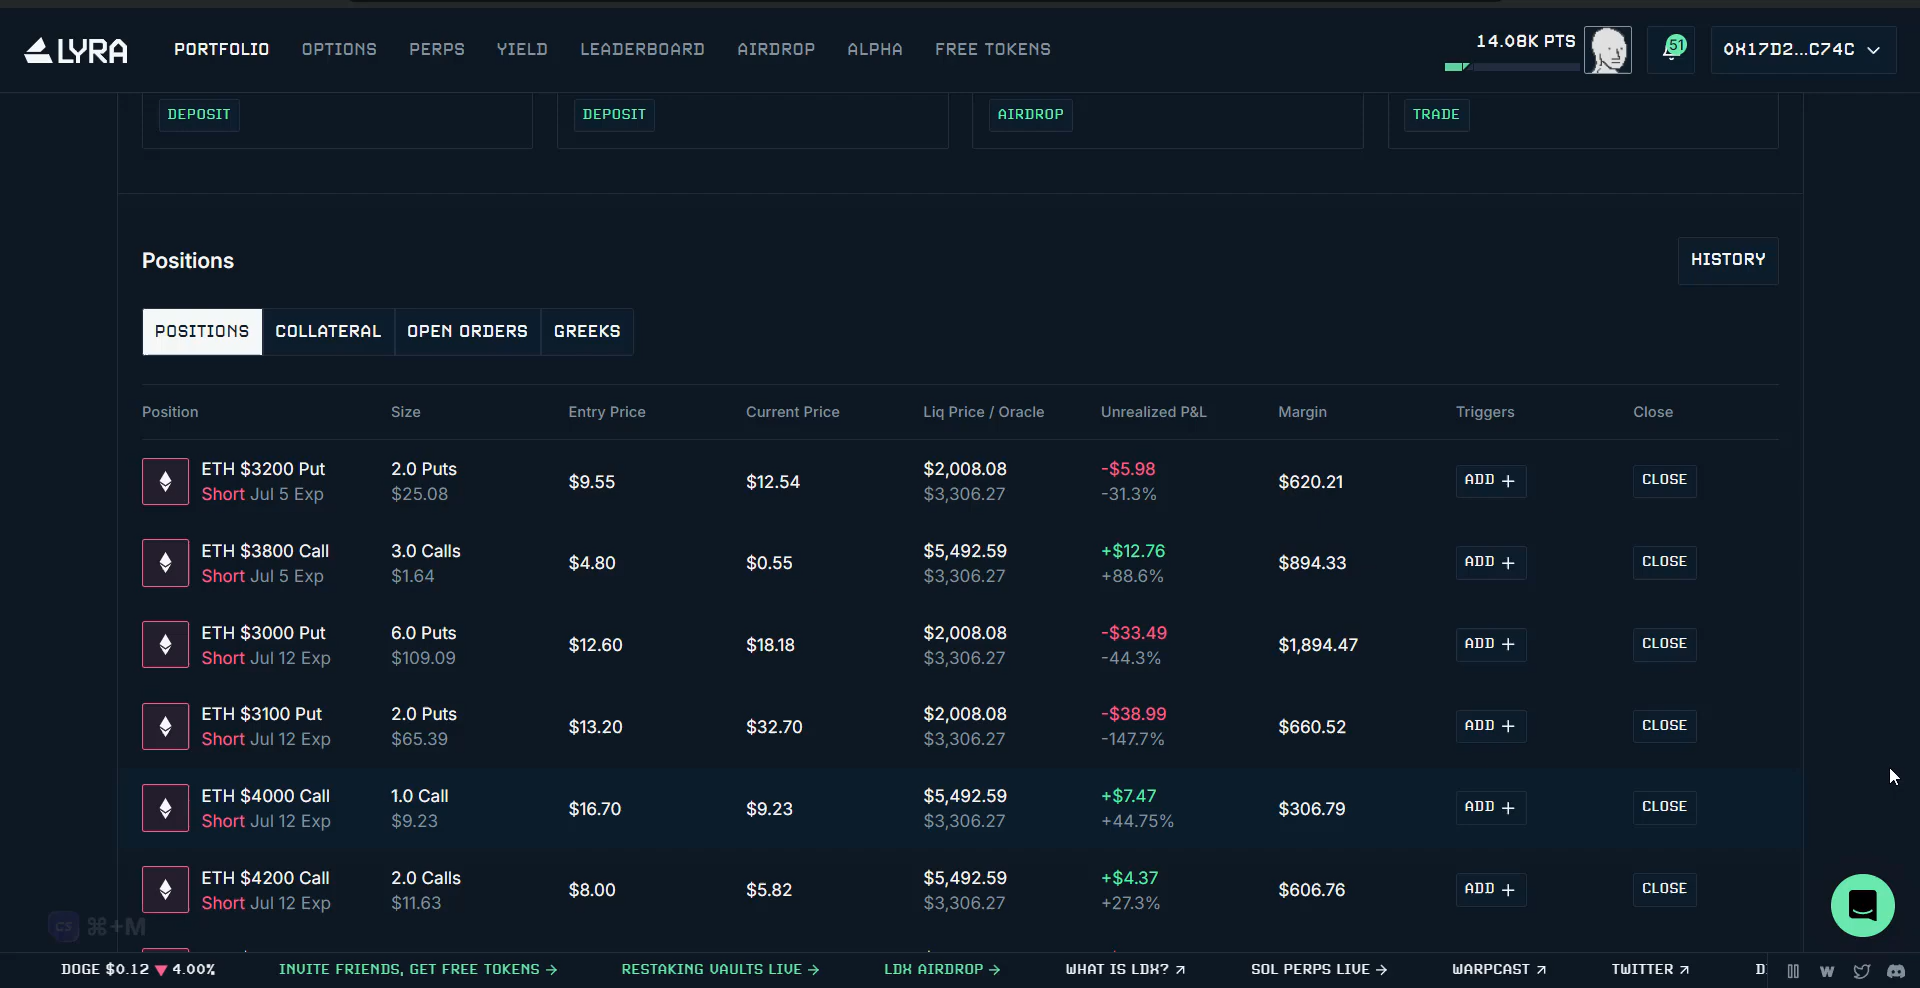 LYRA PORTFOLIO OPTIONS PERPS YIELD LEADERBOARD AIRDROP ALPHA FREE TOKENS 14.08K PTS 51 0X17D2...C74C
DEPOSIT DEPOSIT AIRDROP TRADE
Positions HISTORY
POSITIONS COLLATERAL OPEN ORDERS GREEKS
Position Size Entry Price Current Price Liq Price / Oracle Unrealized P&L Margin Triggers Close
ETH $3200 Put 2.0 Puts $9.55 $12.54 $2,008.08 -$5.98 $620.21 ADD + CLOSE
Short Jul 5 Exp $25.08 $3,306.27 -31.3%
ETH $3800 Call 3.0 Calls $4.80 $0.55 $5,492.59 +$12.76 $894.33 ADD + CLOSE
Short Jul 5 Exp $1.64 $3,306.27 +88.6%
ETH $3000 Put 6.0 Puts $12.60 $18.18 $2,008.08 -$33.49 $1,894.47 ADD + CLOSE
Short Jul 12 Exp $109.09 $3,306.27 -44.3%
ETH $3100 Put 2.0 Puts $13.20 $32.70 $2,008.08 -$38.99 $660.52 ADD + CLOSE
Short Jul 12 Exp $65.39 $3,306.27 -147.7%
ETH $4000 Call 1.0 Call $16.70 $9.23 $5,492.59 +$7.47 $306.79 ADD + CLOSE
Short Jul 12 Exp $9.23 $3,306.27 +44.75%
ETH $4200 Call 2.0 Calls $8.00 $5.82 $5,492.59 +$4.37 $606.76 ADD + CLOSE
Short Jul 12 Exp $11.63 $3,306.27 +27.3%
CS ⌘+M
DOGE $0.12 ▼ 4.00% INVITE FRIENDS, GET FREE TOKENS → RESTAKING VAULTS LIVE → LDX AIRDROP → WHAT IS LDX? ↗ SOL PERPS LIVE → WARPCAST ↗ TWITTER ↗